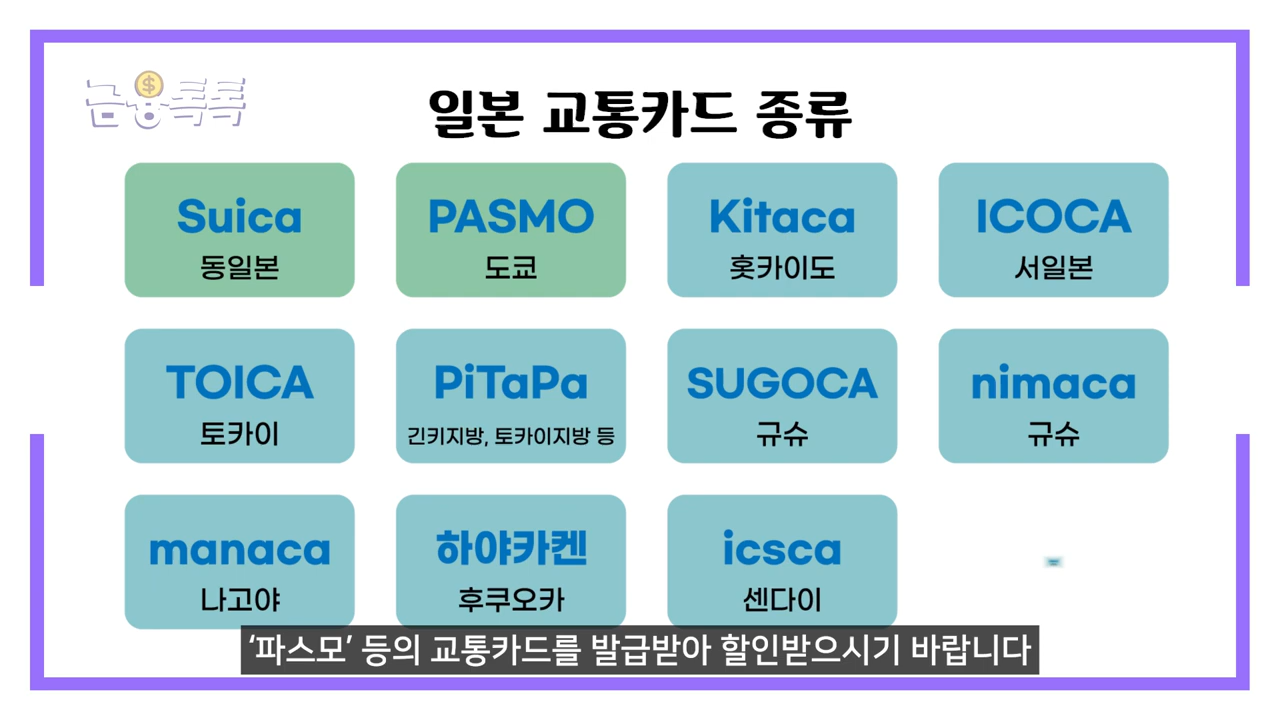 금융톡톡
일본 교통카드 종류
Suica
동일본
PASMO
도쿄
Kitaca
홋카이도
ICOCA
서일본
TOICA
토카이
PiTaPa
긴키지방, 토카이지방 등
SUGOCA
규슈
nimaca
규슈
manaca
나고야
하야카켄
후쿠오카
icsca
센다이
‘파스모’ 등의 교통카드를 발급받아 할인받으시기 바랍니다